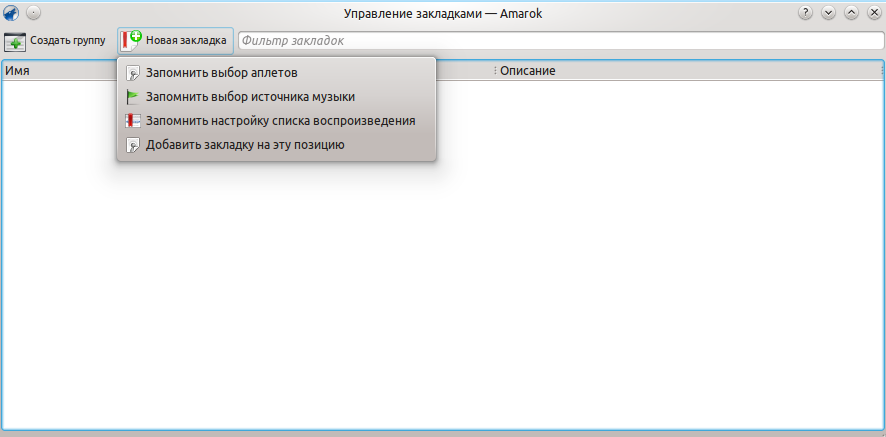 Управление закладками — Amarok
Создать группу
Новая закладка
Фильтр закладок
Имя
Описание
Запомнить выбор аплетов
Запомнить выбор источника музыки
Запомнить настройку списка воспроизведения
Добавить закладку на эту позицию